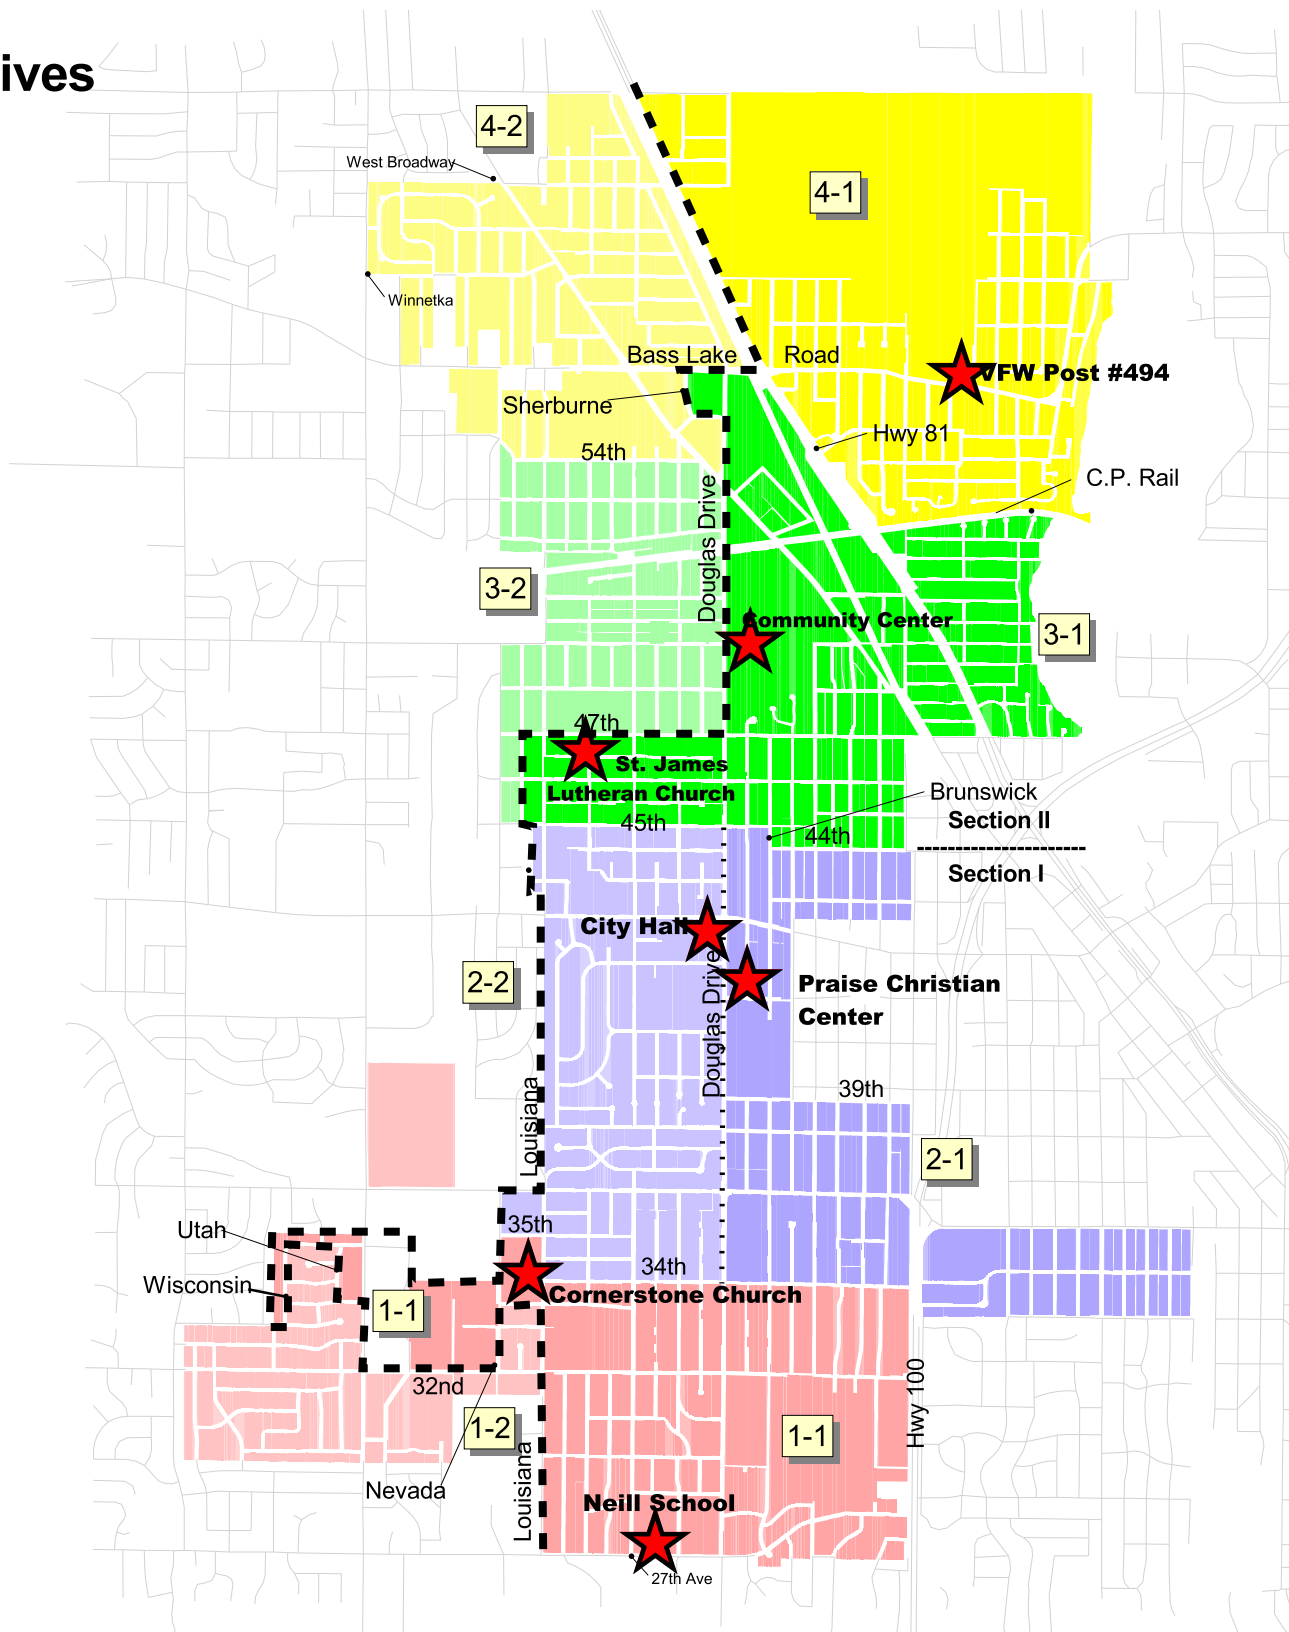 ives
4-2
West Broadway
4-1
Winnetka
Bass Lake
Road
VFW Post #494
Sherburne
Hwy 81
54th
C.P. Rail
Douglas Drive
3-2
Community Center
3-1
47th
St. James
Lutheran Church
Brunswick
45th
44th
Section II
Section I
City Hall
Douglas Drive
2-2
Praise Christian
Center
Louisiana
39th
2-1
35th
Utah
34th
Wisconsin
Cornerstone Church
1-1
32nd
Hwy 100
1-2
1-1
Louisiana
Nevada
Neill School
27th Ave